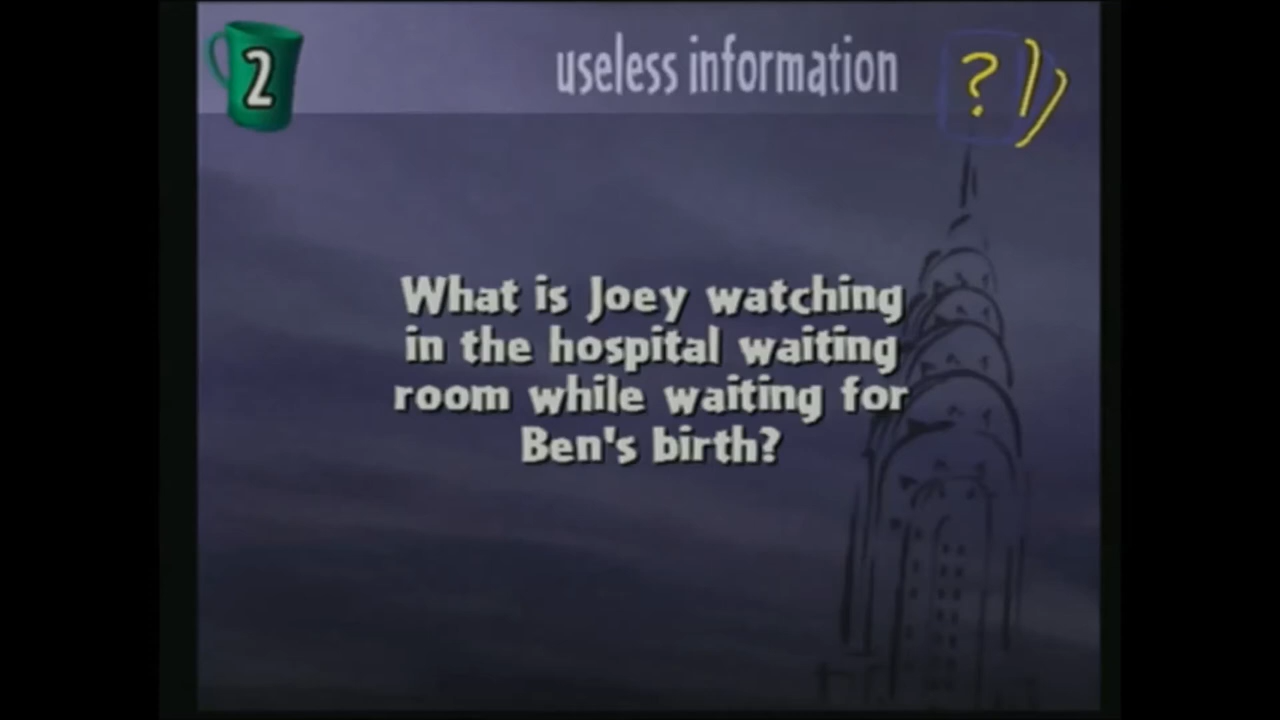 2
useless information
?
What is Joey watching
in the hospital waiting
room while waiting for
Ben's birth?